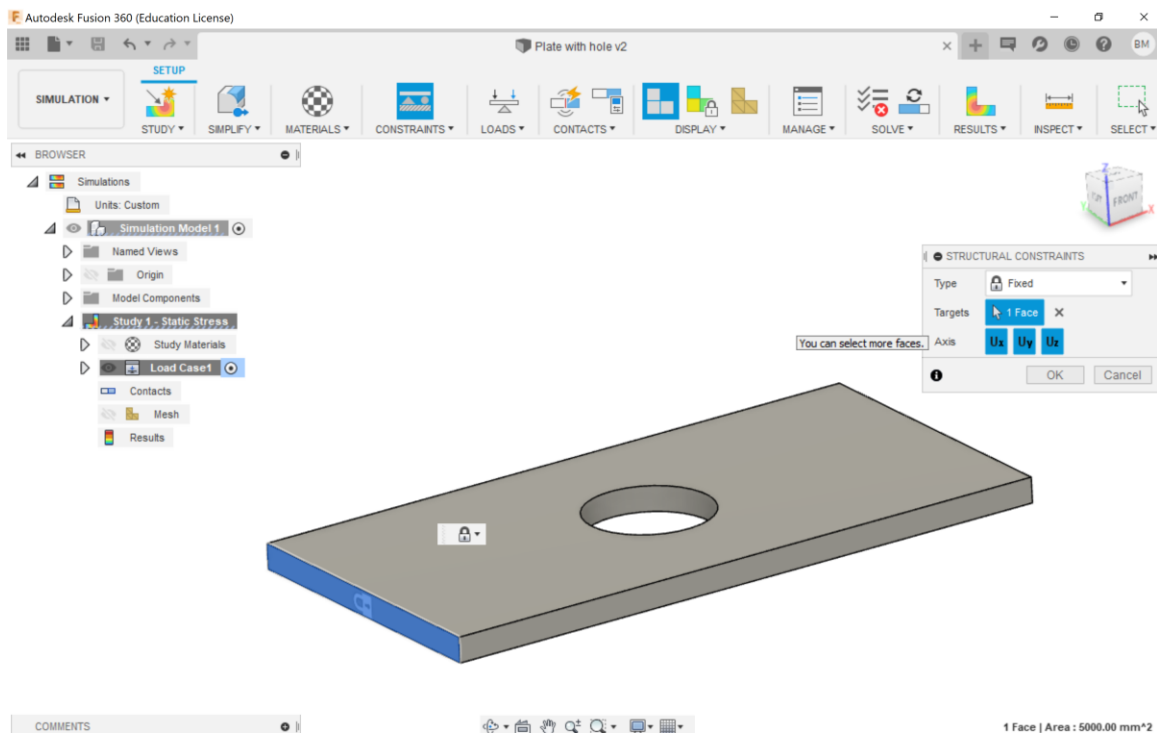 Autodesk Fusion 360 (Education License)
Plate with hole v2
BM
SETUP
SIMULATION
STUDY
SIMPLIFY
MATERIALS
CONSTRAINTS
LOADS
CONTACTS
DISPLAY
MANAGE
SOLVE
RESULTS
INSPECT
SELECT
BROWSER
Simulations
Units: Custom
Simulation Model 1
Named Views
Origin
Model Components
Study 1 - Static Stress
Study Materials
Load Case1
Contacts
Mesh
Results
Z
FRONT
X
Y
STRUCTURAL CONSTRAINTS
Type Fixed
Targets 1 Face
You can select more faces.
Axis Ux Uy Uz
OK Cancel
COMMENTS
1 Face | Area : 5000.00 mm^2